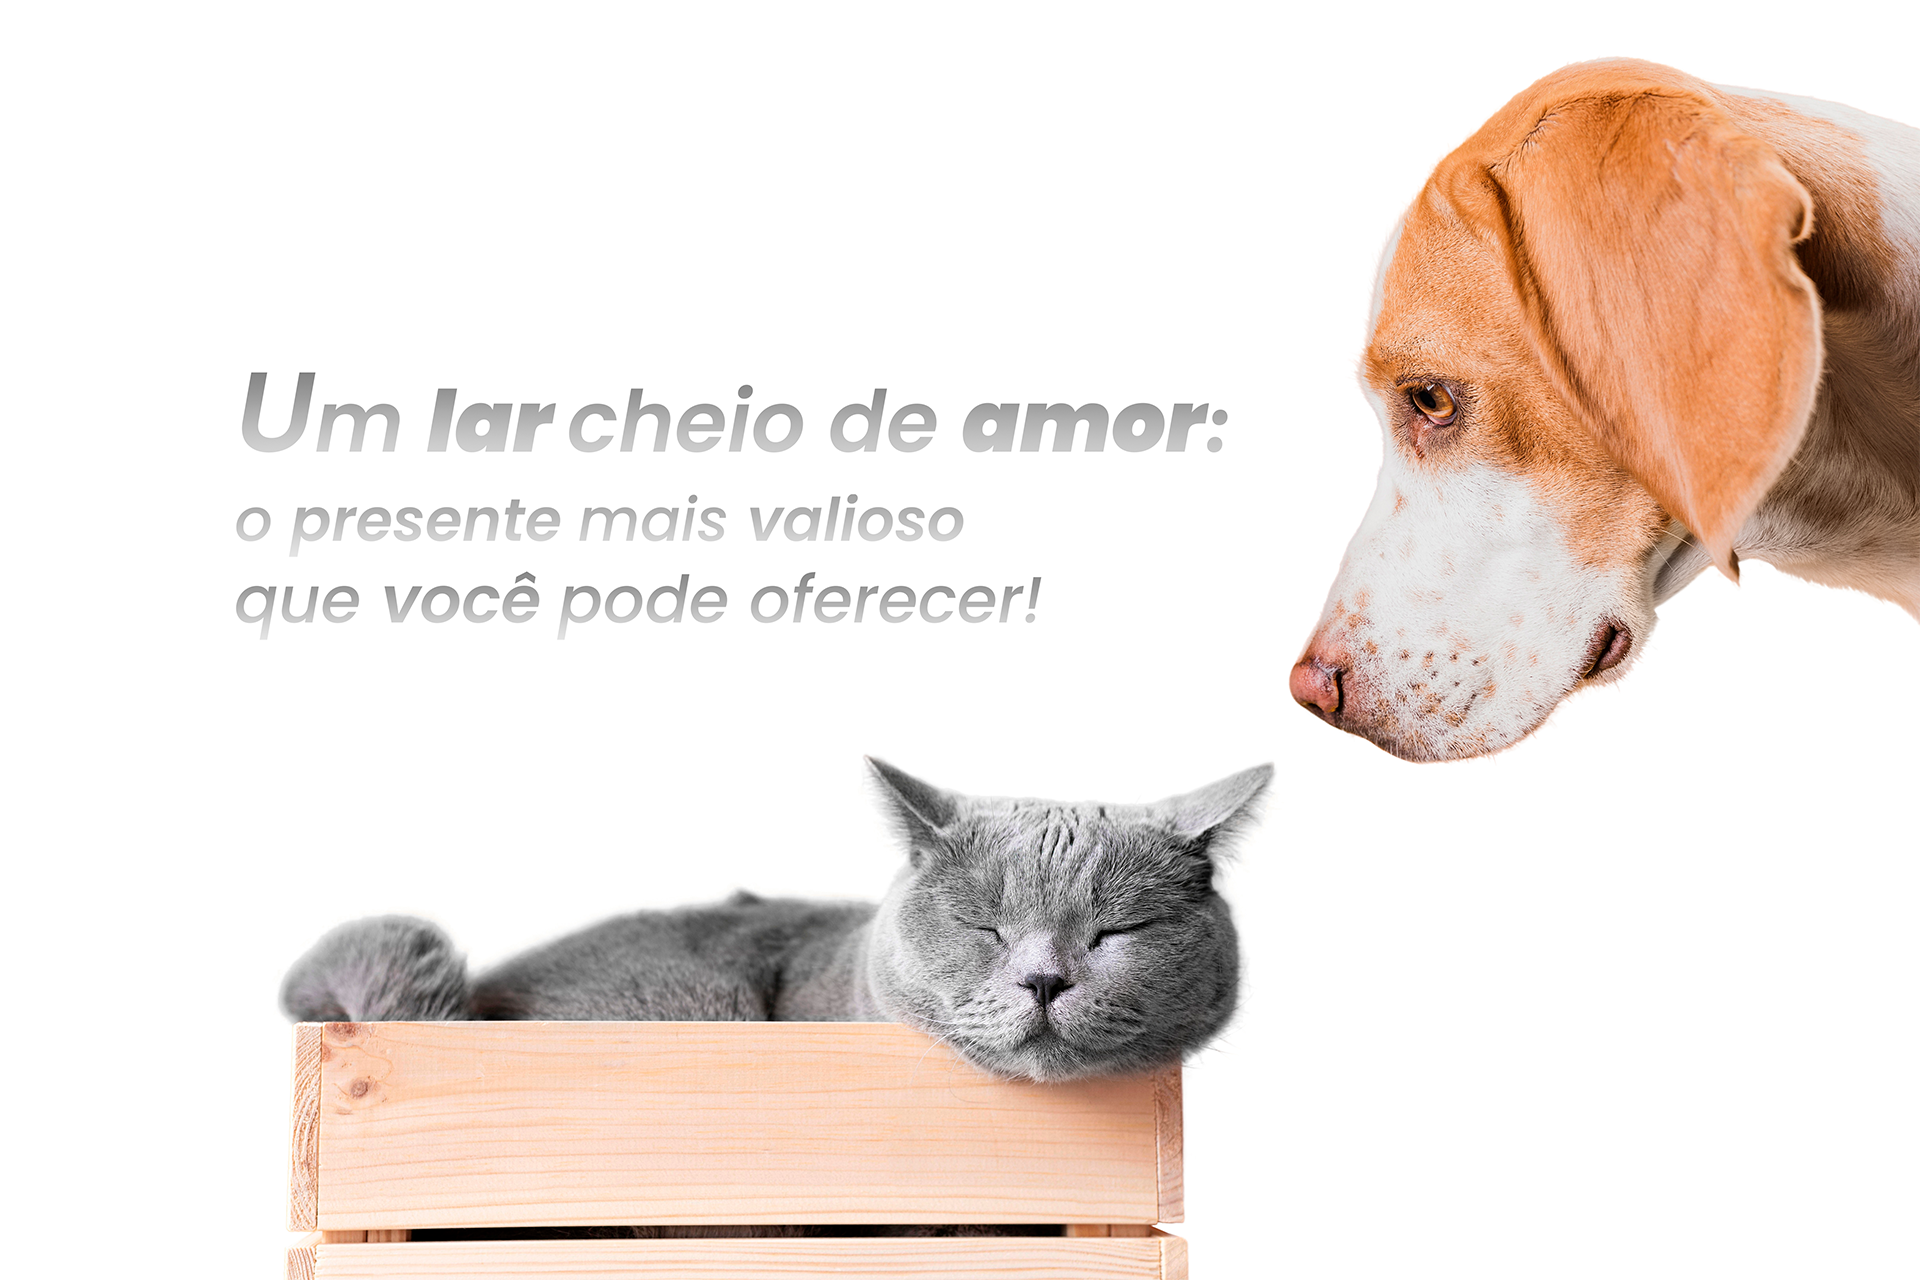 Um lar cheio de amor:
o presente mais valioso
que você pode oferecer!